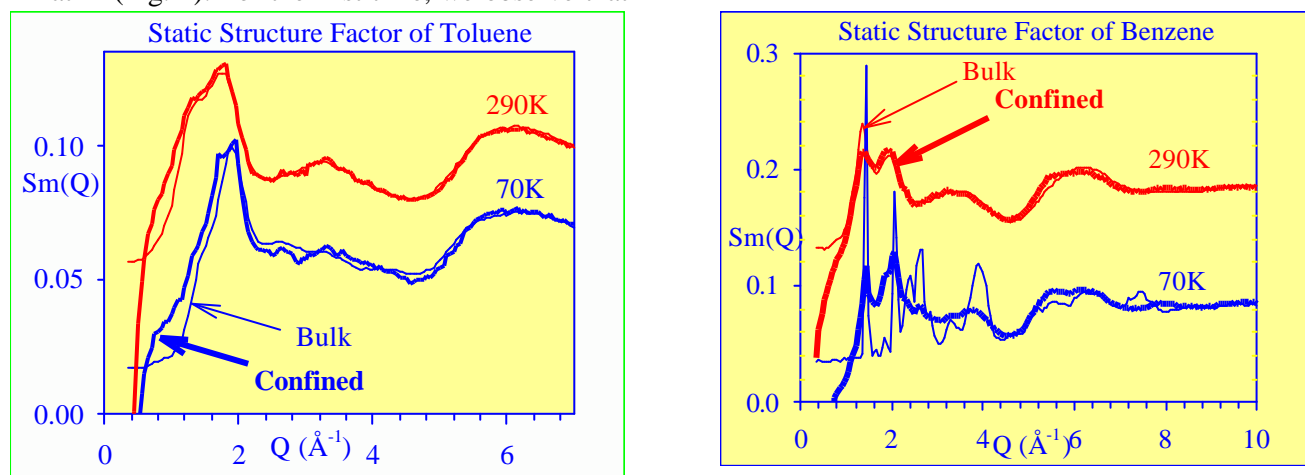 Static Structure Factor of Toluene
290K
0.10
Sm(Q)
70K
0.05
Bulk
Confined
0.00
0 2 4 6
Q (Å-1)
Static Structure Factor of Benzene
0.3
Bulk
Confined
0.2
290K
Sm(Q)
70K
0.1
0.0
0 2 4 6 8 10
Q (Å-1)